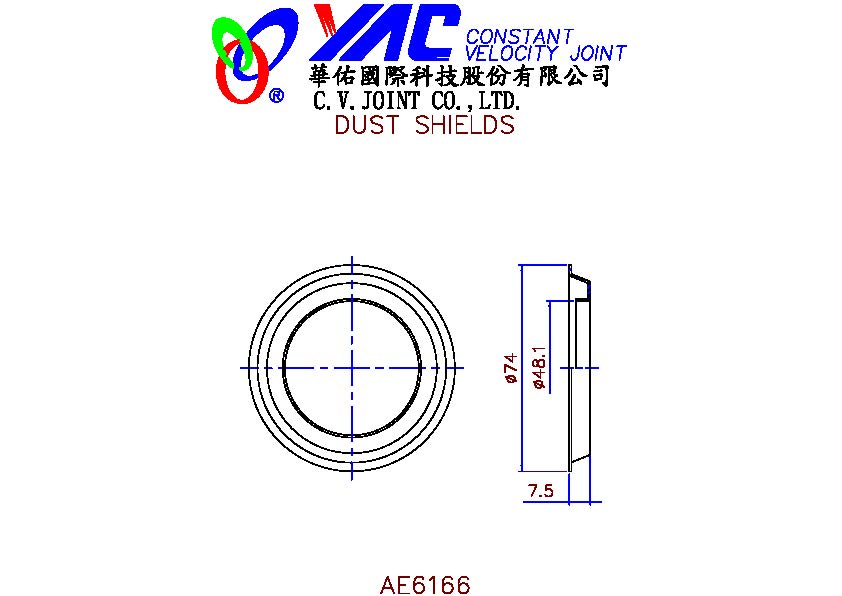 YAC CONSTANT
VELOCITY JOINT
®
華佑國際科技股份有限公司
C.V.JOINT CO.,LTD.
DUST SHIELDS
ø74
ø48.1
7.5
AE6166